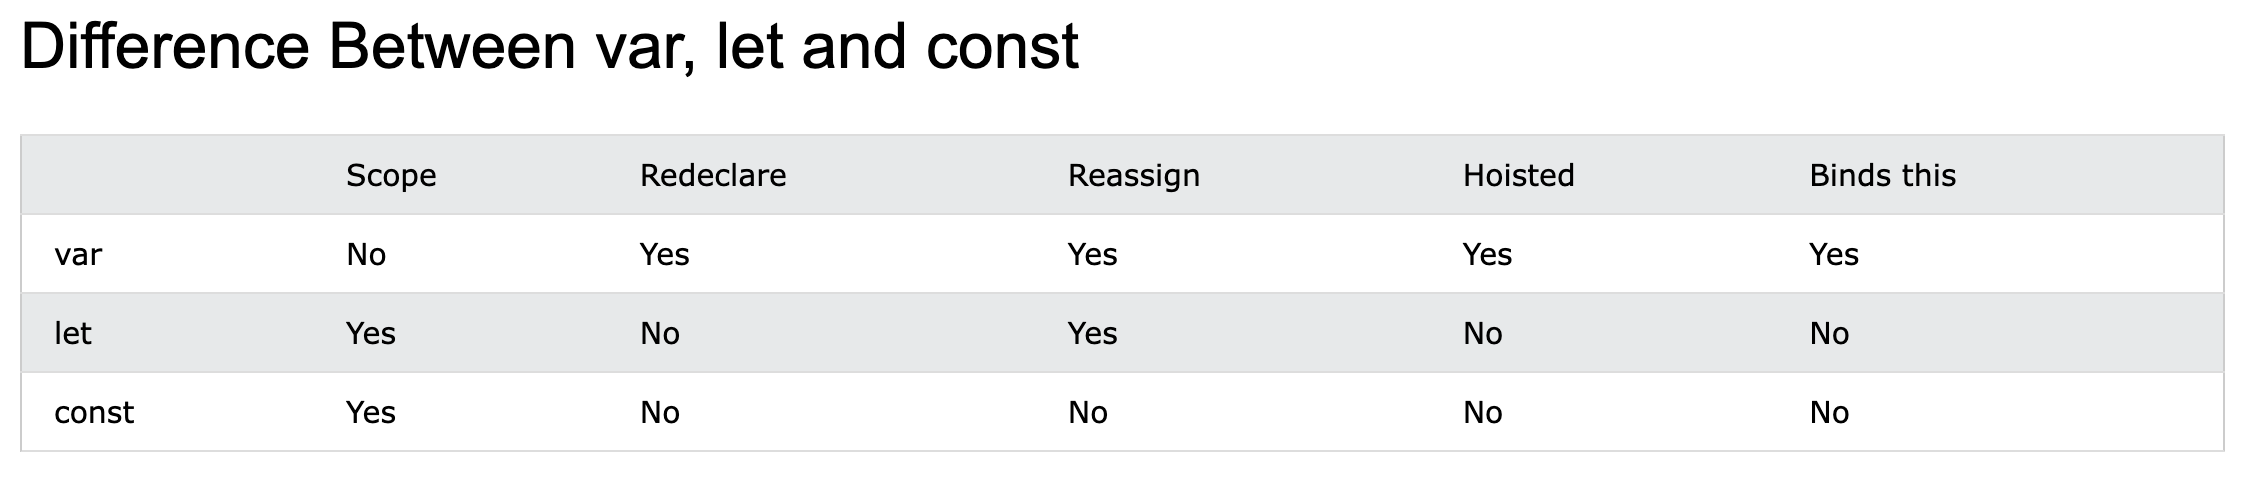 Difference Between var, let and const
Scope Redeclare Reassign Hoisted Binds this
var No Yes Yes Yes Yes
let Yes No Yes No No
const Yes No No No No